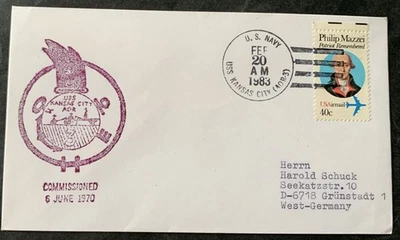 U.S. NAVY
FEB
20
AM
1983
USS KANSAS CITY (AOR-3)
Philip Mazzei
Patriot Remembered
USAirmail
40c
USS
KANSAS CITY
AOR
3
COMMISSIONED
6 JUNE 1970
Herrn
Harold Schuck
Seekatzstr.10
D-6718 Grünstadt 1
West-Germany